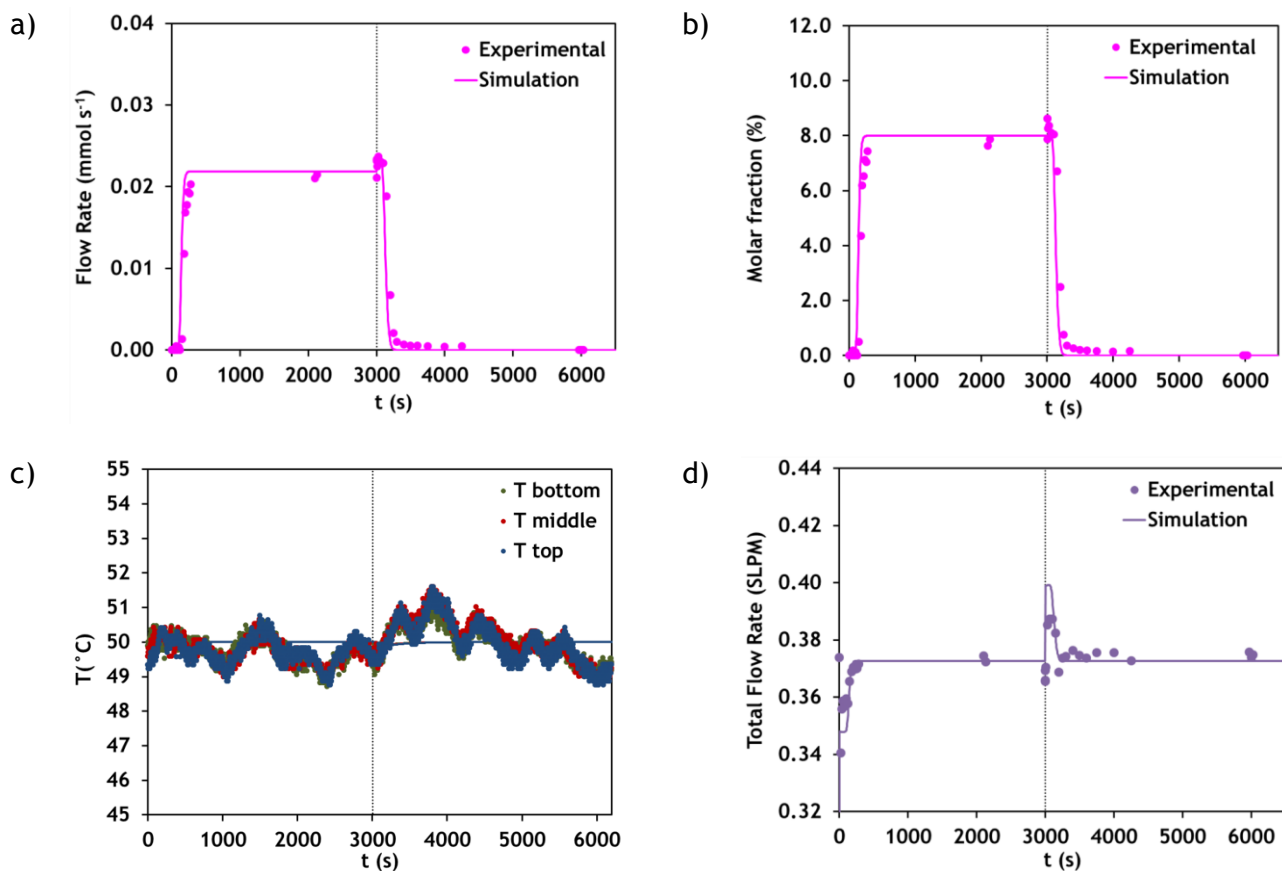 a)
0.04
0.03
0.02
0.01
0.00
Flow Rate (mmol s⁻¹)
Experimental
Simulation
0 1000 2000 3000 4000 5000 6000
t (s)
b)
12.0
10.0
8.0
6.0
4.0
2.0
0.0
Molar fraction (%)
Experimental
Simulation
0 1000 2000 3000 4000 5000 6000
t (s)
c)
55
54
53
52
51
50
49
48
47
46
45
T(˚C)
T bottom
T middle
T top
0 1000 2000 3000 4000 5000 6000
t (s)
d)
0.44
0.42
0.40
0.38
0.36
0.34
0.32
Total Flow Rate (SLPM)
Experimental
Simulation
0 1000 2000 3000 4000 5000 6000
t (s)